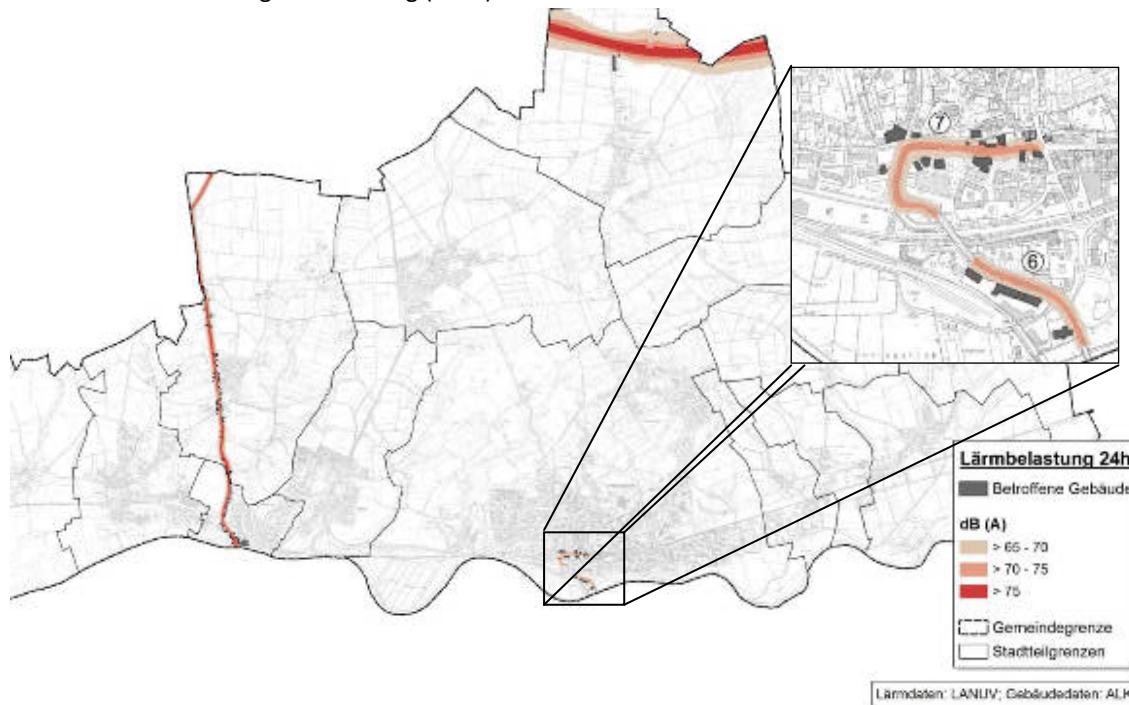 ⑦
⑥
Lärmbelastung 24h
Betroffene Gebäude
dB (A)
> 65 - 70
> 70 - 75
> 75
Gemeindegrenze
Stadtteilgrenzen
Lärmdaten: LANUV; Gebäudedaten: ALK